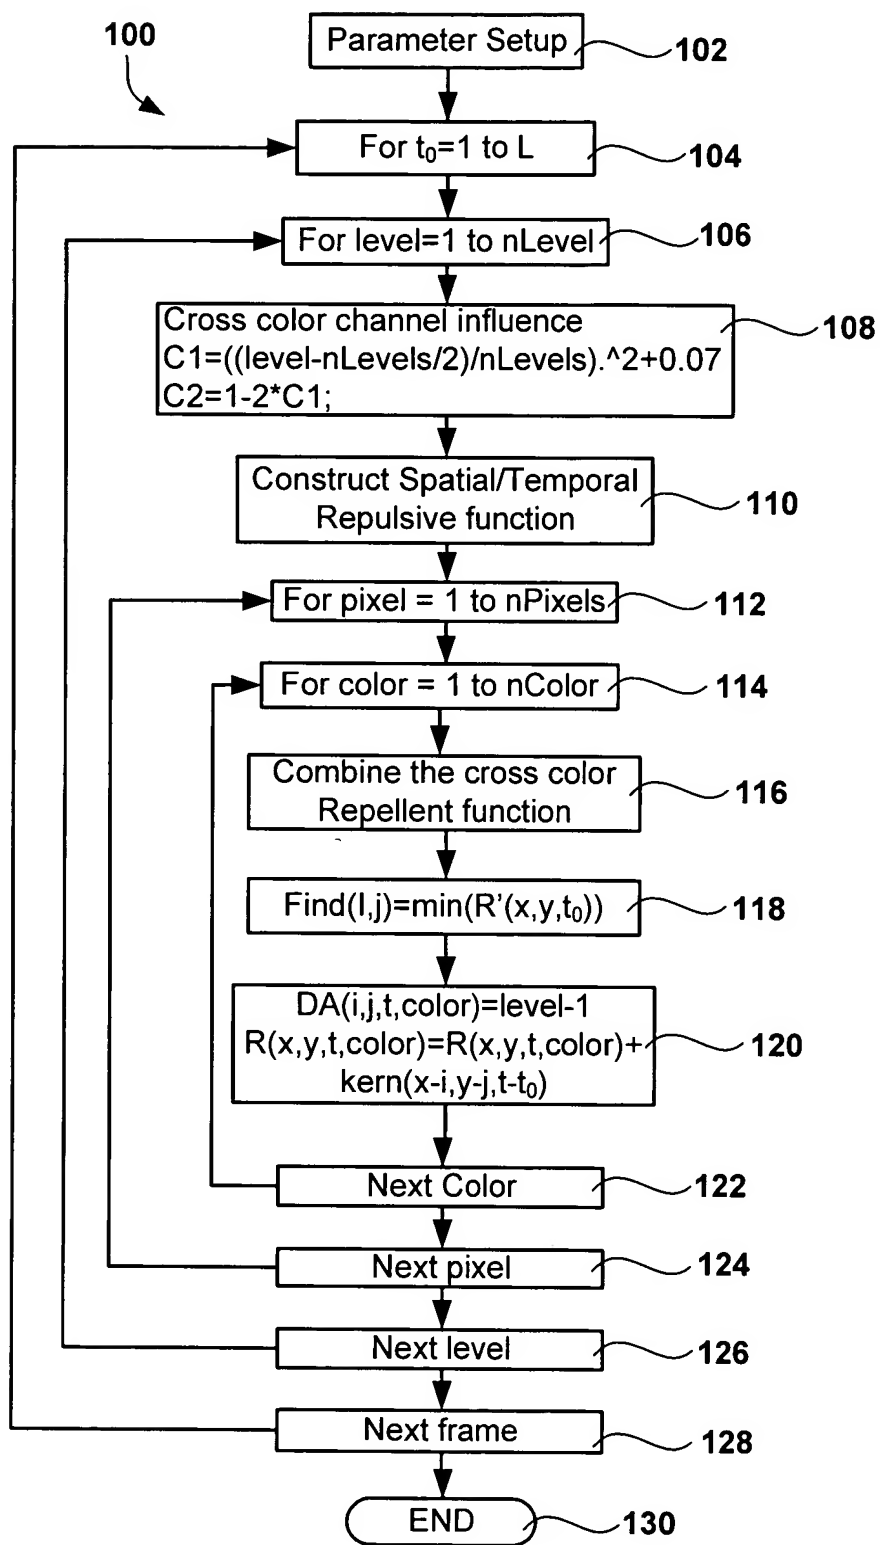 100
Parameter Setup
102
For t₀=1 to L
104
For level=1 to nLevel
106
Cross color channel influence
C1=((level-nLevels/2)/nLevels).^2+0.07
C2=1-2*C1;
108
Construct Spatial/Temporal
Repulsive function
110
For pixel = 1 to nPixels
112
For color = 1 to nColor
114
Combine the cross color
Repellent function
116
Find(I,j)=min(R'(x,y,t₀))
118
DA(i,j,t,color)=level-1
R(x,y,t,color)=R(x,y,t,color)+
kern(x-i,y-j,t-t₀)
120
Next Color
122
Next pixel
124
Next level
126
Next frame
128
END
130